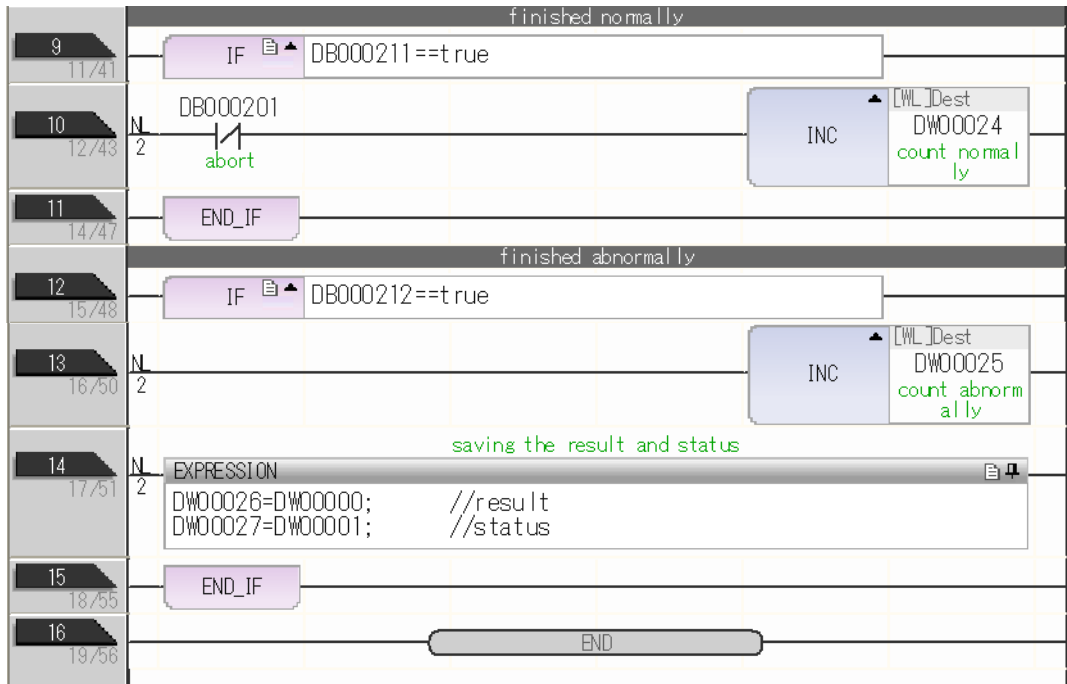 finished normally
9
11/41
IF
DB000211==true
DB000201
[WL]Dest
10
12/43
NL
2
abort
INC
DW00024
count normal
ly
11
14/47
END_IF
finished abnormally
12
15/48
IF
DB000212==true
[WL]Dest
13
16/50
NL
2
INC
DW00025
count abnorm
ally
saving the result and status
14
17/51
NL
2
EXPRESSION
DW00026=DW00000; //result
DW00027=DW00001; //status
15
18/55
END_IF
16
19/56
END